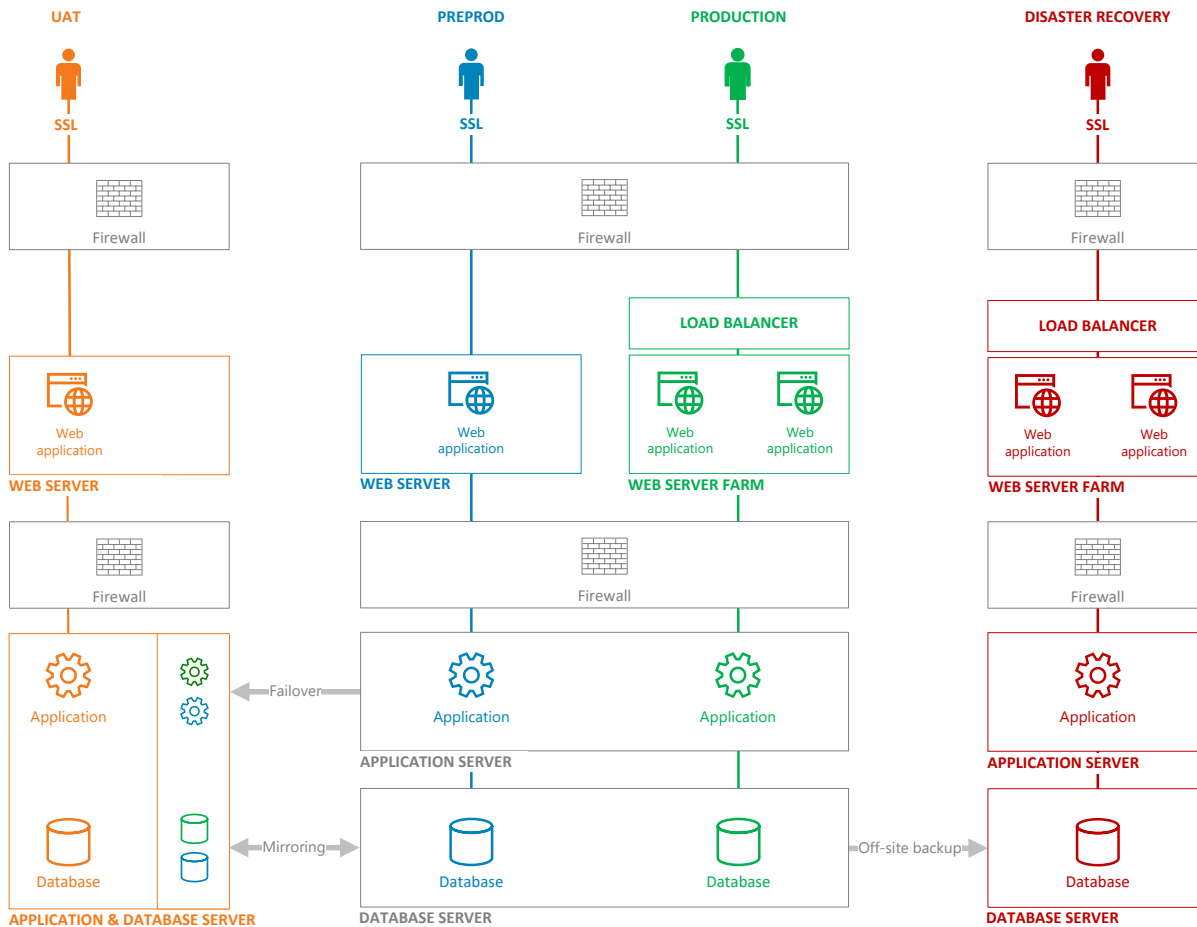 UAT
PREPROD
PRODUCTION
DISASTER RECOVERY
SSL
SSL
SSL
SSL
Firewall
Firewall
Firewall
LOAD BALANCER
LOAD BALANCER
Web
application
Web
application
Web
application
Web
application
Web
application
Web
application
WEB SERVER
WEB SERVER
WEB SERVER FARM
WEB SERVER FARM
Firewall
Firewall
Firewall
Application
Failover
Application
Application
Application
APPLICATION SERVER
APPLICATION SERVER
Database
Mirroring
Database
Database
Off-site backup
Database
APPLICATION & DATABASE SERVER
DATABASE SERVER
DATABASE SERVER